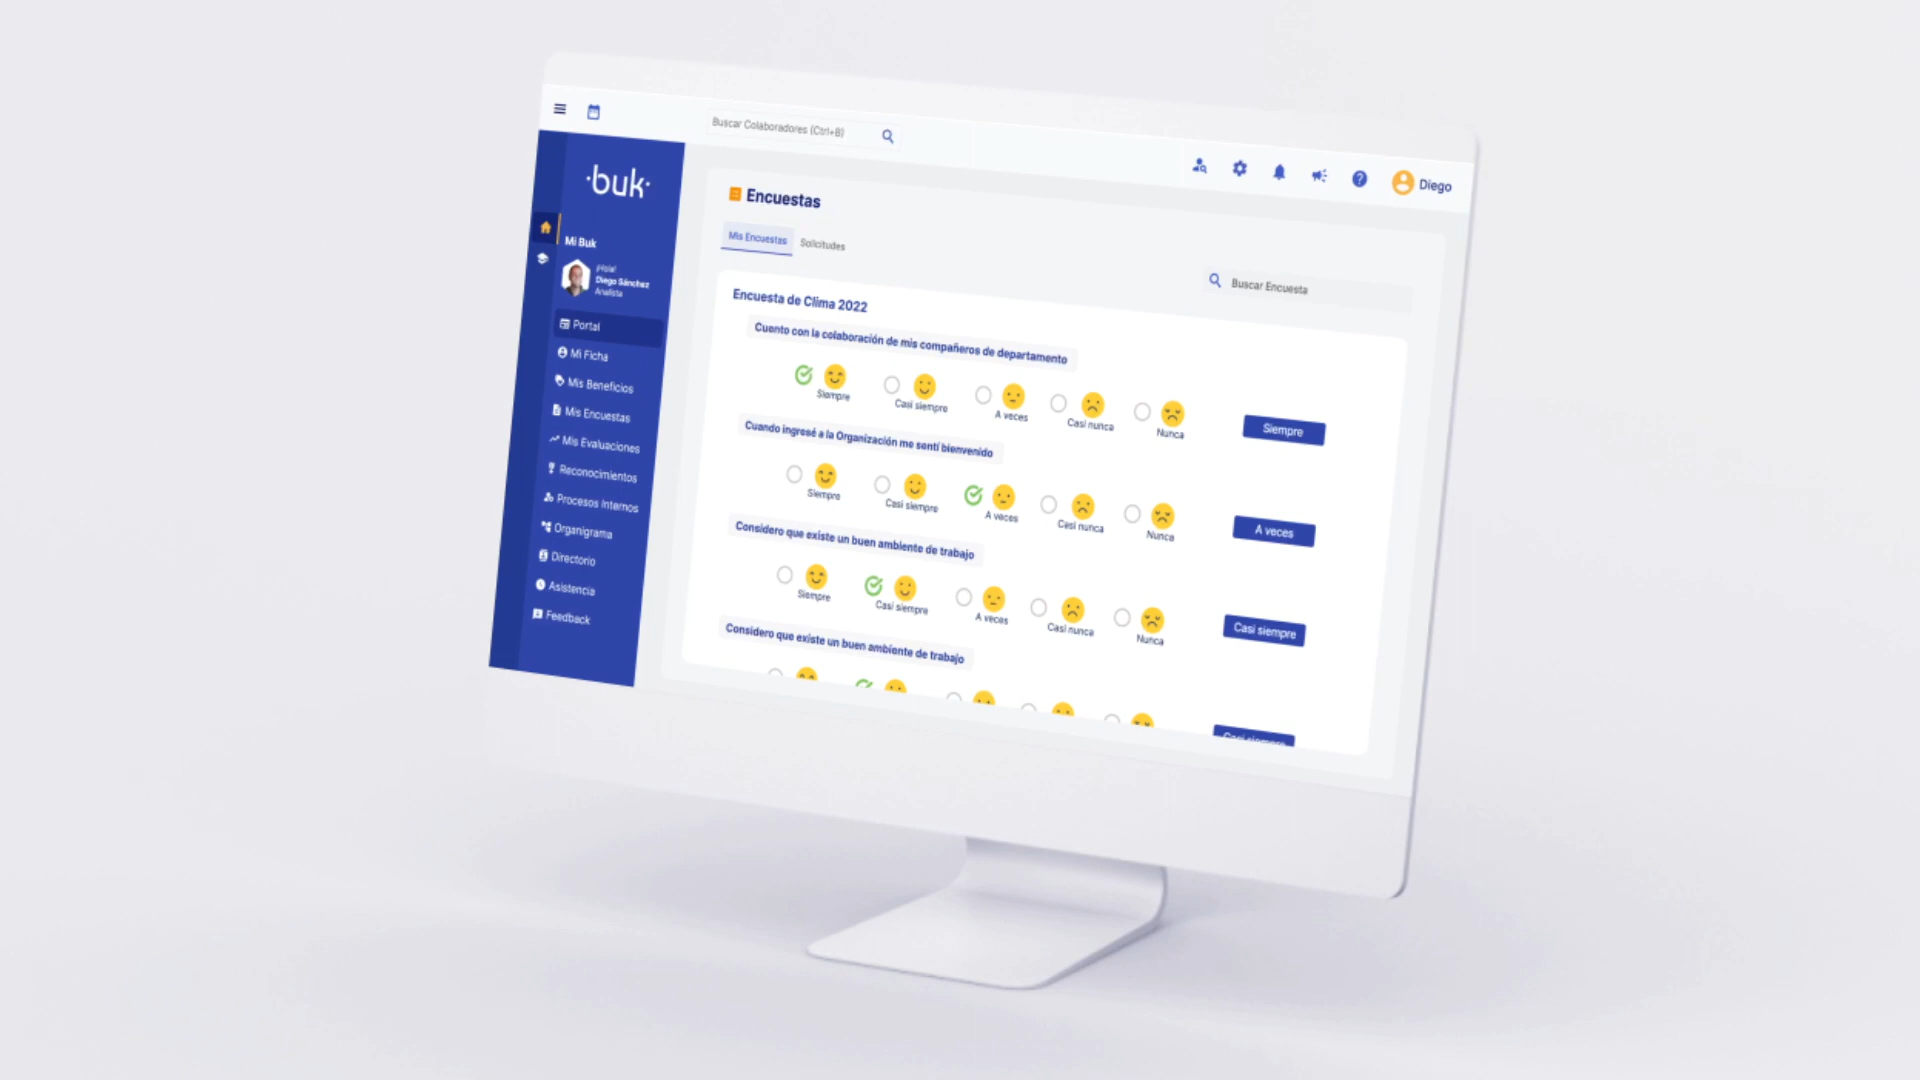 Buscar Colaboradores (Ctrl+B)
Diego
·buk·
Mi Buk
¡Hola!
Diego Sánchez
Analista
Portal
Mi Ficha
Mis Beneficios
Mis Encuestas
Mis Evaluaciones
Reconocimientos
Procesos Internos
Organigrama
Directorio
Asistencia
Feedback
Encuestas
Mis Encuestas Solicitudes
Buscar Encuesta
Encuesta de Clima 2022
Cuento con la colaboración de mis compañeros de departamento
Siempre Casi siempre A veces Casi nunca Nunca
Siempre
Cuando ingresé a la Organización me sentí bienvenido
Siempre Casi siempre A veces Casi nunca Nunca
A veces
Considero que existe un buen ambiente de trabajo
Siempre Casi siempre A veces Casi nunca Nunca
Casi siempre
Considero que existe un buen ambiente de trabajo
Casi siempre